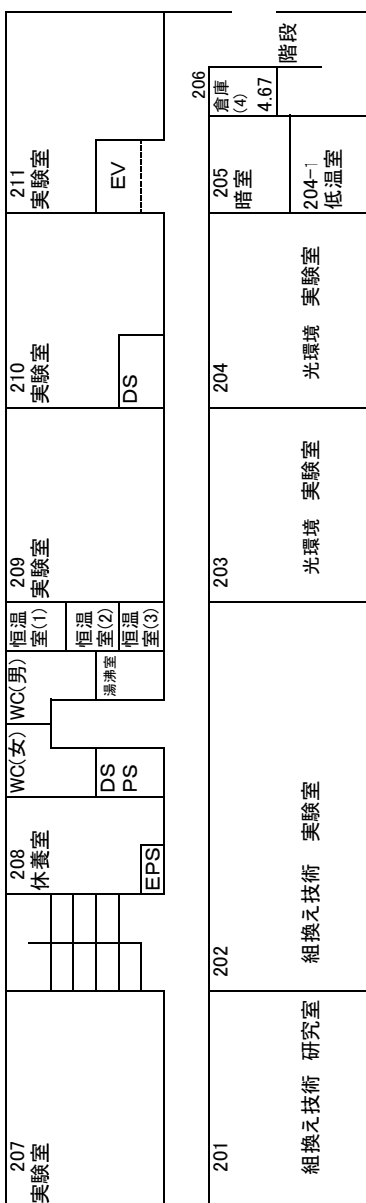 207
実験室
208
休養室
EPS
WC(女)
WC(男)
DS
PS
湯沸室
恒温
室(1)
恒温
室(2)
恒温
室(3)
209
実験室
210
実験室
DS
211
実験室
EV
201
組換え技術 研究室
202
組換え技術 実験室
203
光環境 実験室
204
光環境 実験室
205
暗室
204-1
低温室
206
倉庫
(4)
4.67
階段